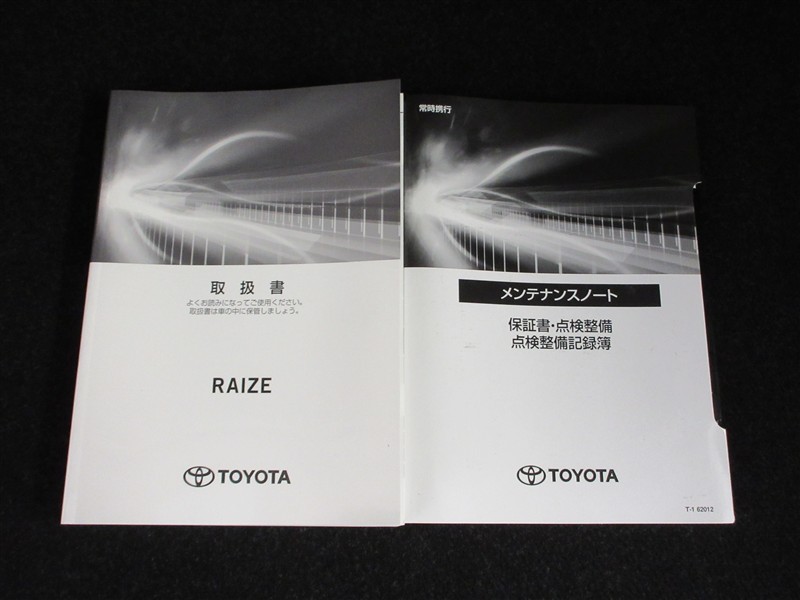 取扱書
よくお読みになってご使用ください。
取扱書は車の中に保管しましょう。
RAIZE
TOYOTA
常時携行
メンテナンスノート
保証書・点検整備
点検整備記録簿
TOYOTA
T-1 62012